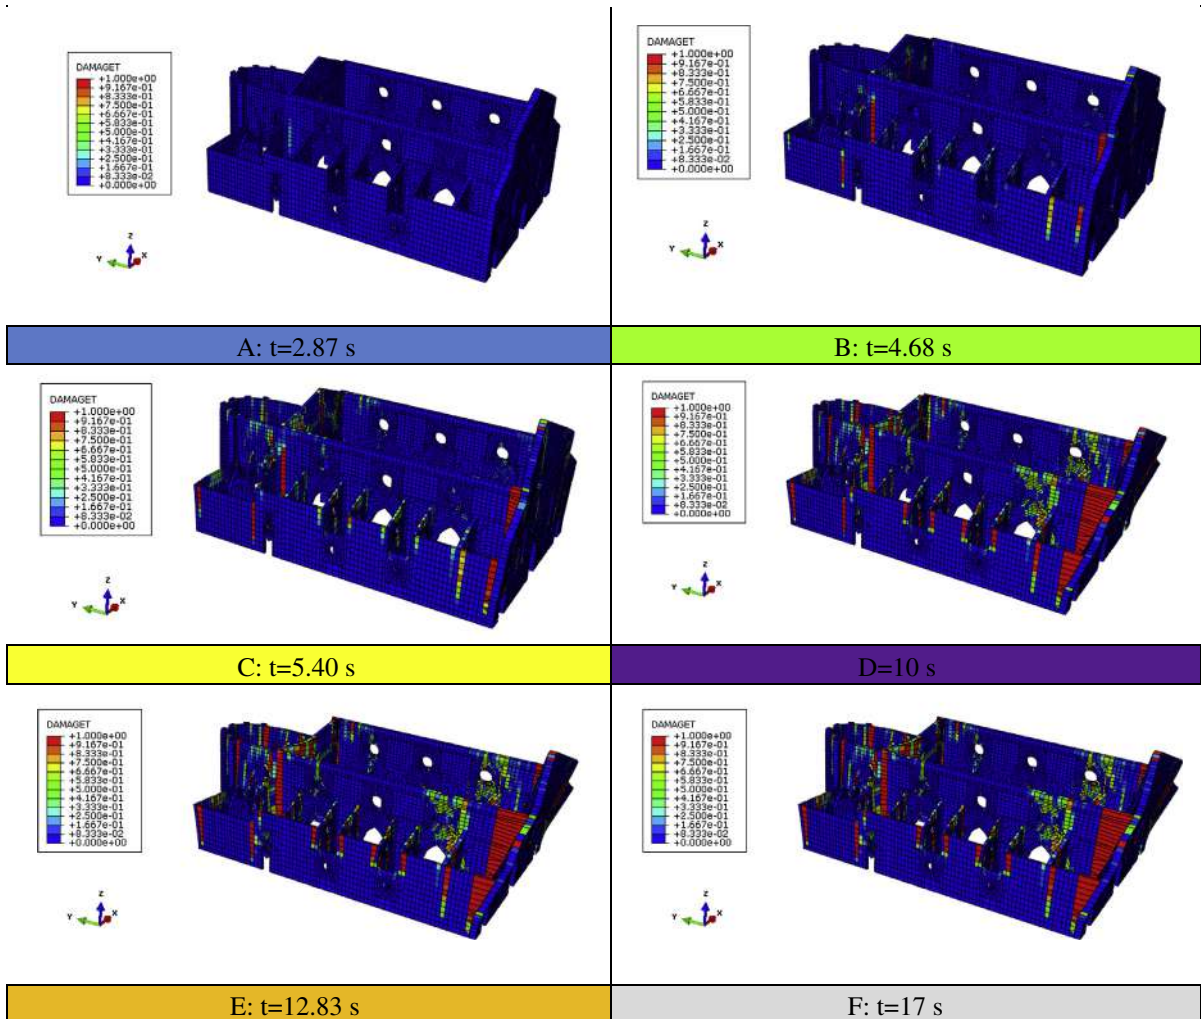 DAMAGET
+1.000e+00
+9.167e-01
+8.333e-01
+7.500e-01
+6.667e-01
+5.833e-01
+5.000e-01
+4.167e-01
+3.333e-01
+2.500e-01
+1.667e-01
+8.333e-02
+0.000e+00
Z
Y X
DAMAGET
+1.000e+00
+9.167e-01
+8.333e-01
+7.500e-01
+6.667e-01
+5.833e-01
+5.000e-01
+4.167e-01
+3.333e-01
+2.500e-01
+1.667e-01
+8.333e-02
+0.000e+00
Z
Y X
A: t=2.87 s
B: t=4.68 s
DAMAGET
+1.000e+00
+9.167e-01
+8.333e-01
+7.500e-01
+6.667e-01
+5.833e-01
+5.000e-01
+4.167e-01
+3.333e-01
+2.500e-01
+1.667e-01
+8.333e-02
+0.000e+00
Z
Y X
DAMAGET
+1.000e+00
+9.167e-01
+8.333e-01
+7.500e-01
+6.667e-01
+5.833e-01
+5.000e-01
+4.167e-01
+3.333e-01
+2.500e-01
+1.667e-01
+8.333e-02
+0.000e+00
Z
Y X
C: t=5.40 s
D=10 s
DAMAGET
+1.000e+00
+9.167e-01
+8.333e-01
+7.500e-01
+6.667e-01
+5.833e-01
+5.000e-01
+4.167e-01
+3.333e-01
+2.500e-01
+1.667e-01
+8.333e-02
+0.000e+00
Z
Y X
DAMAGET
+1.000e+00
+9.167e-01
+8.333e-01
+7.500e-01
+6.667e-01
+5.833e-01
+5.000e-01
+4.167e-01
+3.333e-01
+2.500e-01
+1.667e-01
+8.333e-02
+0.000e+00
Z
Y X
E: t=12.83 s
F: t=17 s